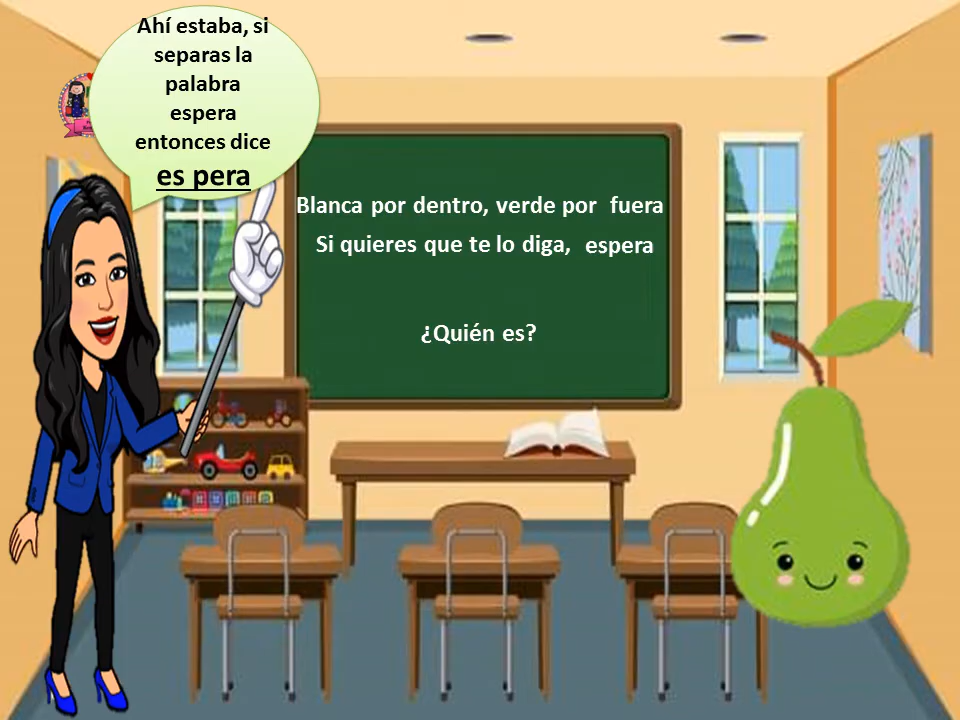 Ahí estaba, si
separas la
palabra
espera
entonces dice
es pera
Blanca por dentro, verde por fuera
Si quieres que te lo diga, espera
¿Quién es?